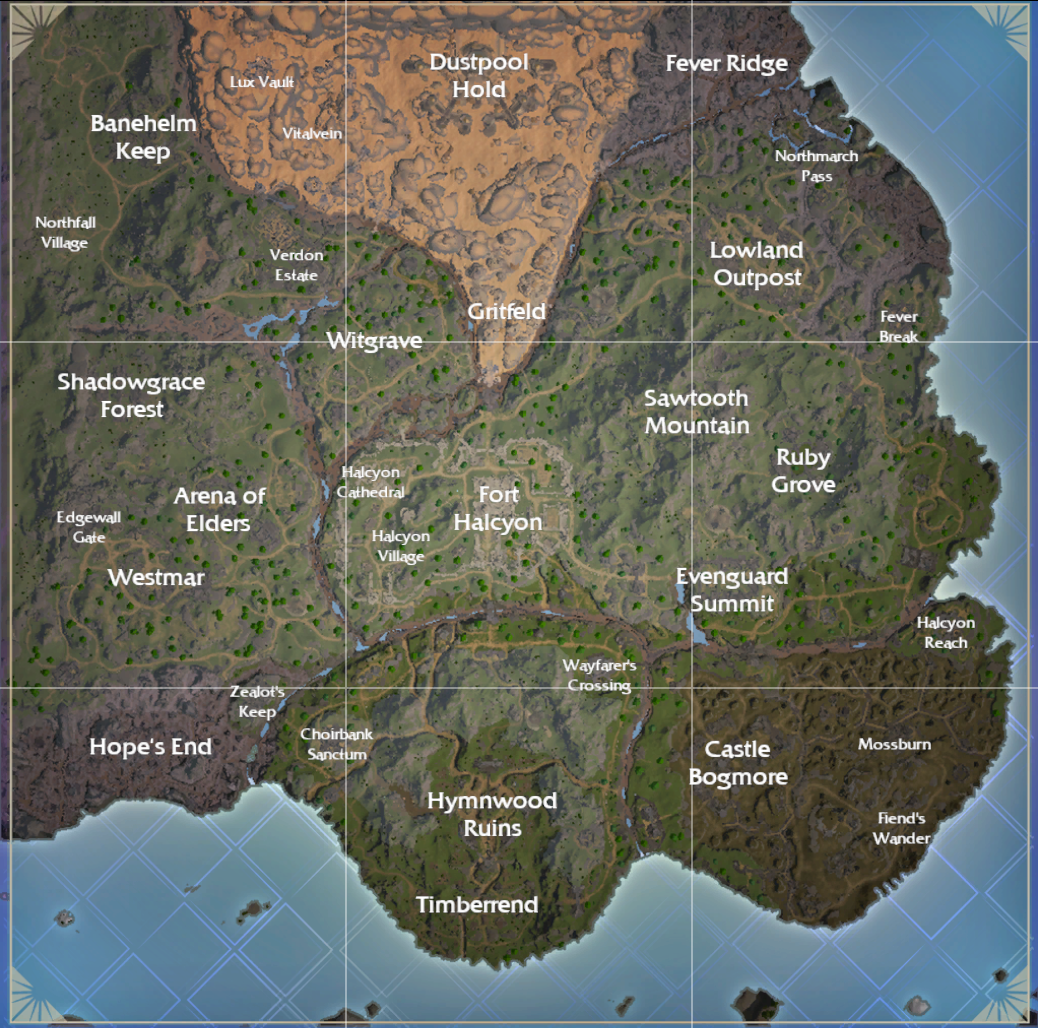 Dustpool
Hold
Fever Ridge
Lux Vault
Vitalvein
Banehelm
Keep
Northmarch
Pass
Northfall
Village
Verdon
Estate
Lowland
Outpost
Gritfeld
Fever
Break
Witgrave
Shadowgrace
Forest
Sawtooth
Mountain
Ruby
Grove
Halcyon
Cathedral
Arena of
Elders
Fort
Halcyon
Edgewall
Gate
Halcyon
Village
Westmar
Evenguard
Summit
Halcyon
Reach
Wayfarer's
Crossing
Zealot's
Keep
Hope's End
Choirbank
Sanctum
Castle
Bogmore
Mossburn
Hymnwood
Ruins
Fiend's
Wander
Timberrend